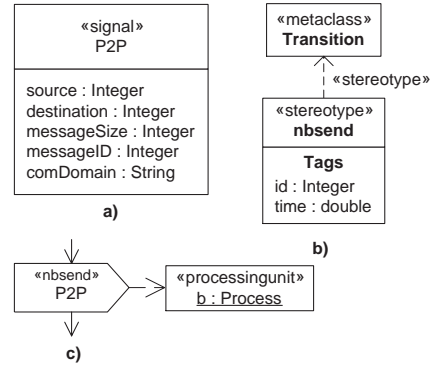 «signal»
P2P
source : Integer
destination : Integer
messageSize : Integer
messageID : Integer
comDomain : String
a)
«metaclass»
Transition
«stereotype»
«stereotype»
nbsend
Tags
id : Integer
time : double
b)
«nbsend»
P2P
«processingunit»
b : Process
c)